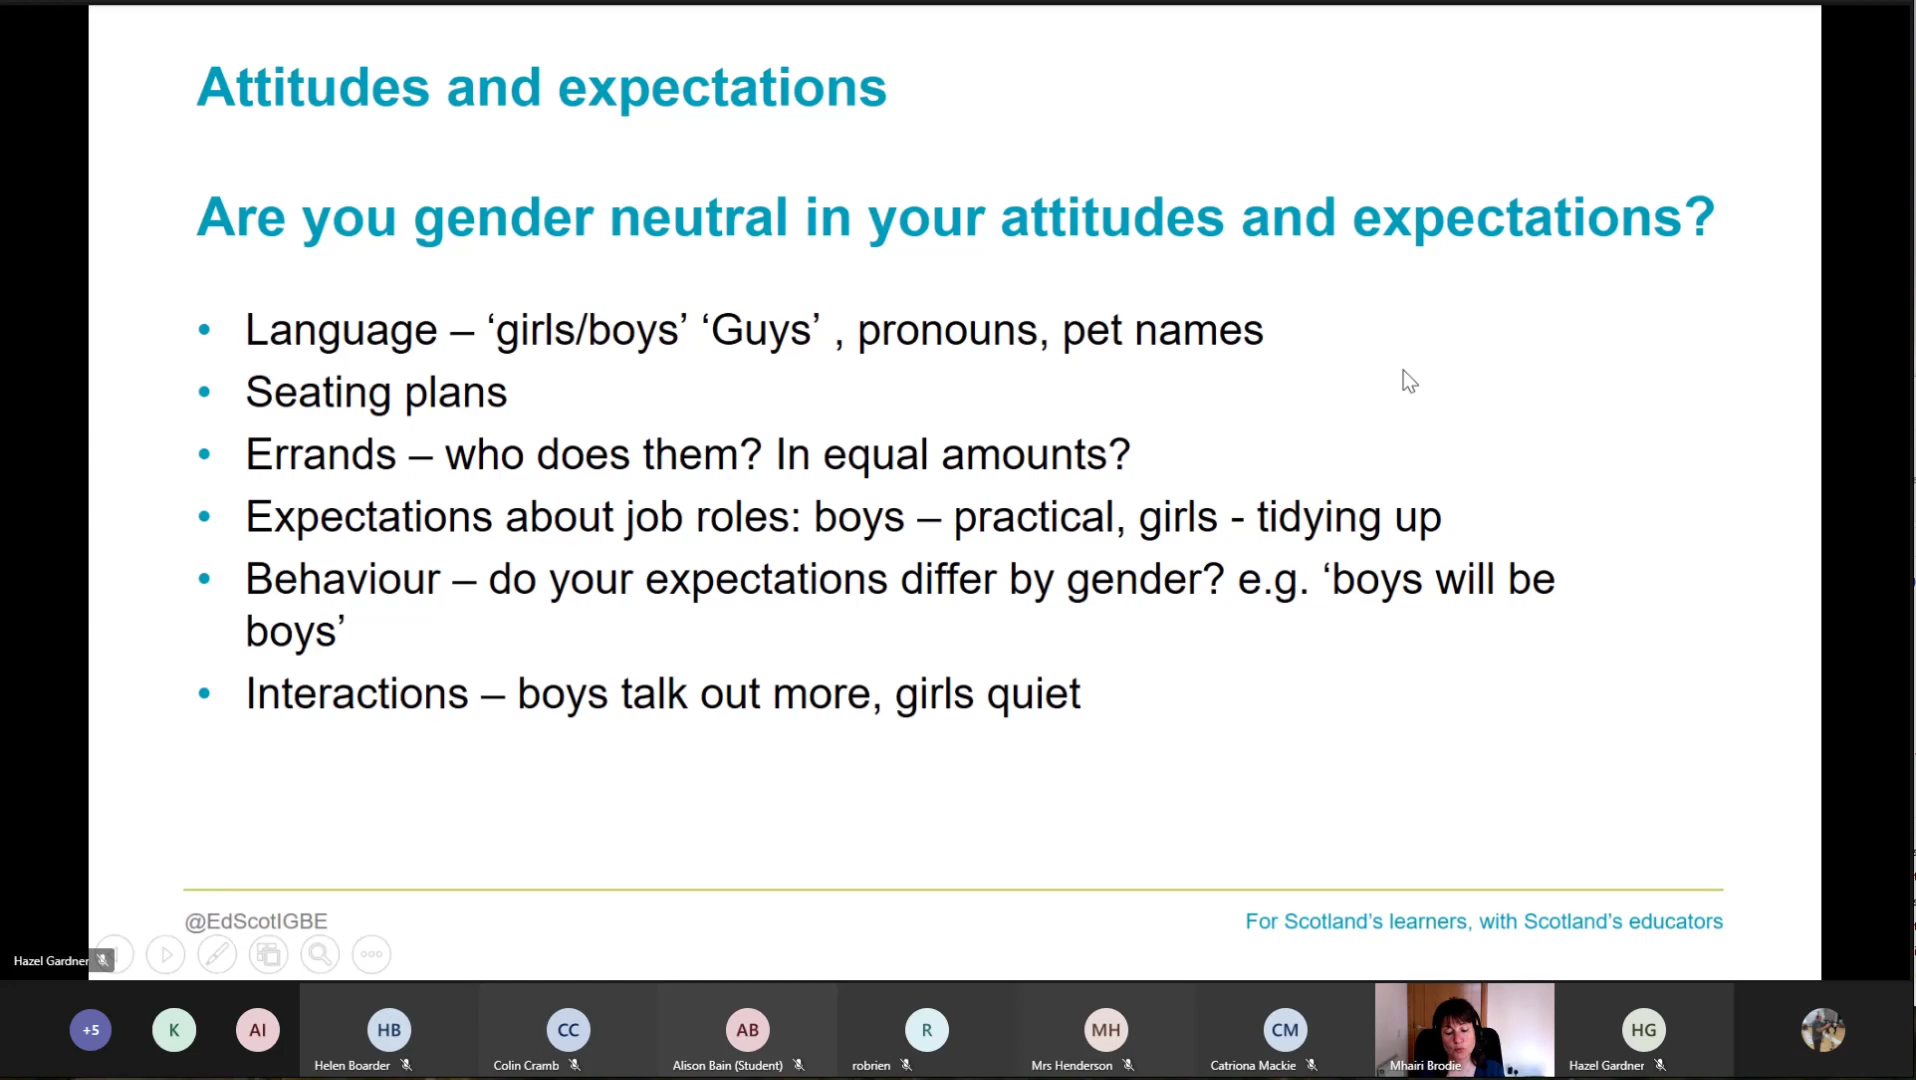 Attitudes and expectations
Are you gender neutral in your attitudes and expectations?
• Language – ‘girls/boys’ ‘Guys’ , pronouns, pet names
• Seating plans
• Errands – who does them? In equal amounts?
• Expectations about job roles: boys – practical, girls - tidying up
• Behaviour – do your expectations differ by gender? e.g. ‘boys will be
boys’
• Interactions – boys talk out more, girls quiet
@EdScotIGBE
For Scotland’s learners, with Scotland’s educators
Hazel Gardner
+5
K
AI
HB
CC
AB
R
MH
CM
HG
Helen Boarder
Colin Cramb
Alison Bain (Student)
robrien
Mrs Henderson
Catriona Mackie
Mhairi Brodie
Hazel Gardner